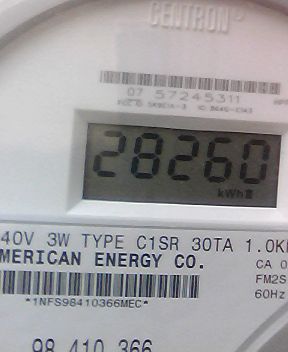 CENTRON
07 57245311
28260
kWh
40V 3W TYPE C1SR 30TA 1.0K
CA 0
MERICAN ENERGY CO.
FM2S
60Hz
*1NFS98410366MEC*
98 410 366